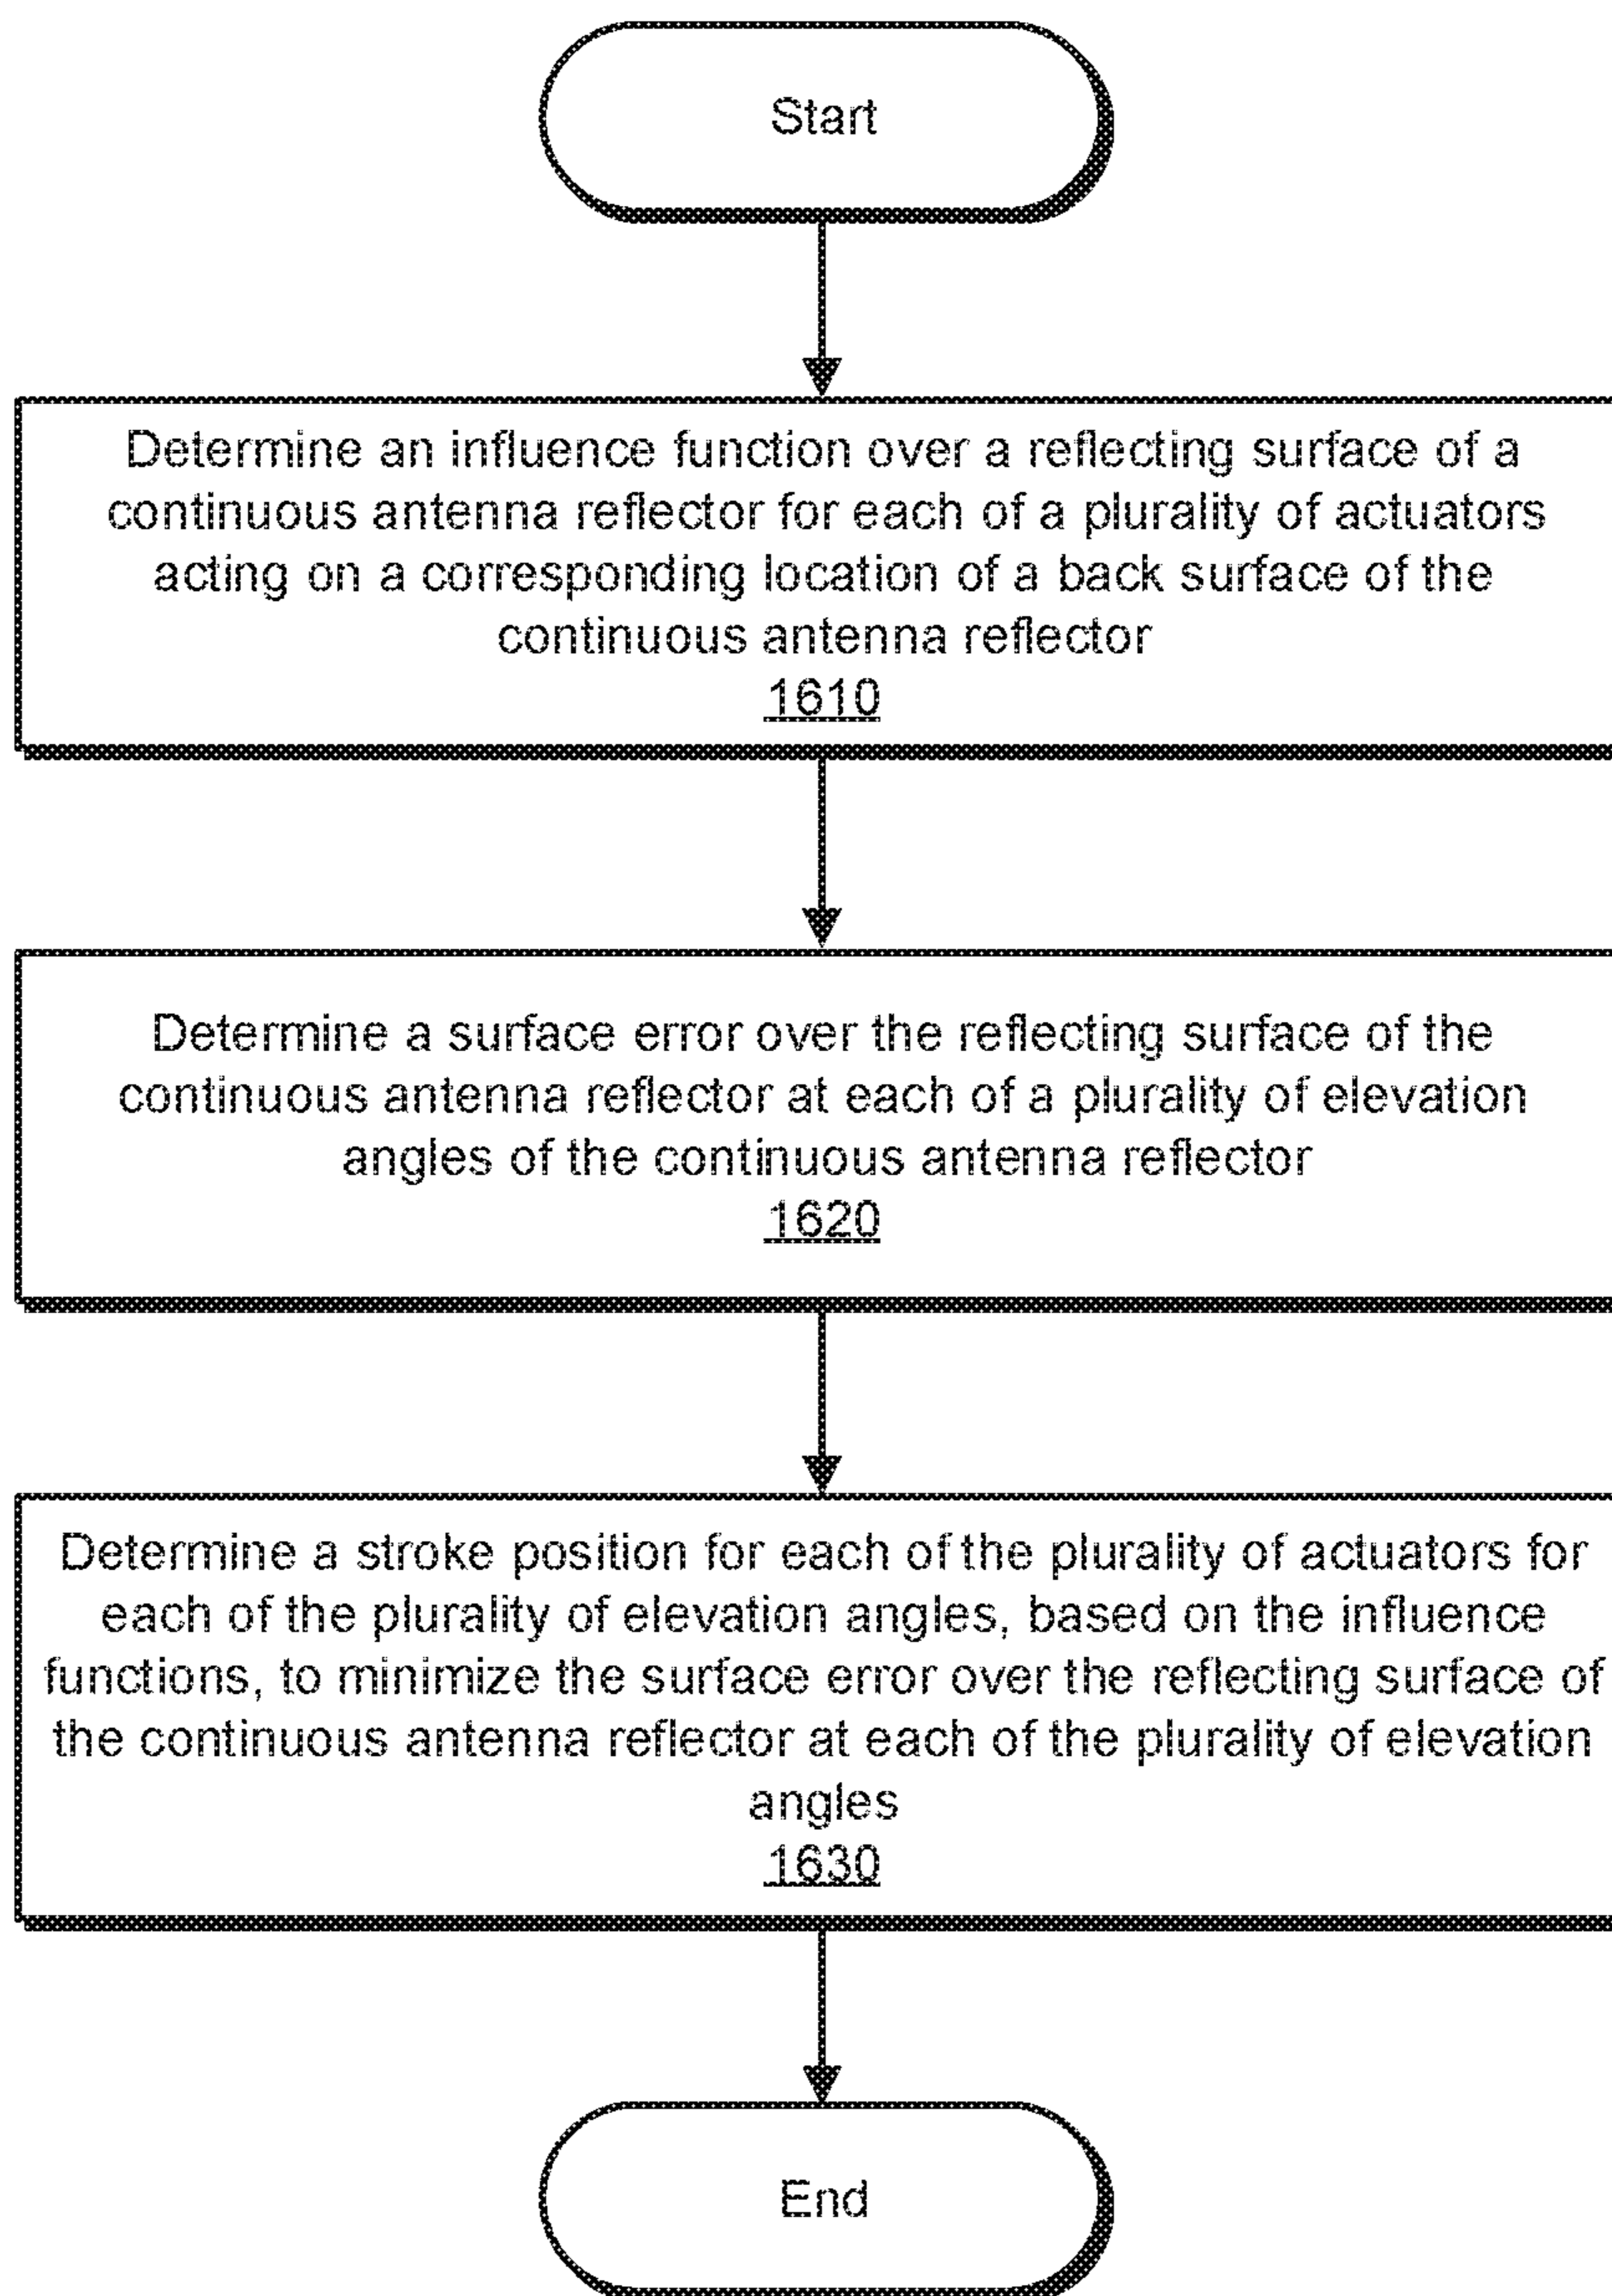 Start
Determine an influence function over a reflecting surface of a
continuous antenna reflector for each of a plurality of actuators
acting on a corresponding location of a back surface of the
continuous antenna reflector
1610
Determine a surface error over the reflecting surface of the
continuous antenna reflector at each of a plurality of elevation
angles of the continuous antenna reflector
1620
Determine a stroke position for each of the plurality of actuators for
each of the plurality of elevation angles, based on the influence
functions, to minimize the surface error over the reflecting surface of
the continuous antenna reflector at each of the plurality of elevation
angles
1630
End